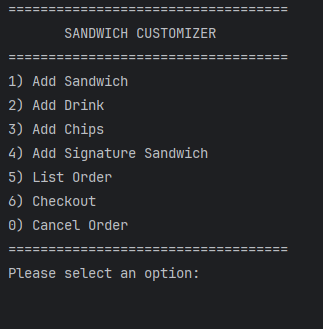 ===================================
SANDWICH CUSTOMIZER
===================================
1) Add Sandwich
2) Add Drink
3) Add Chips
4) Add Signature Sandwich
5) List Order
6) Checkout
0) Cancel Order
===================================
Please select an option: